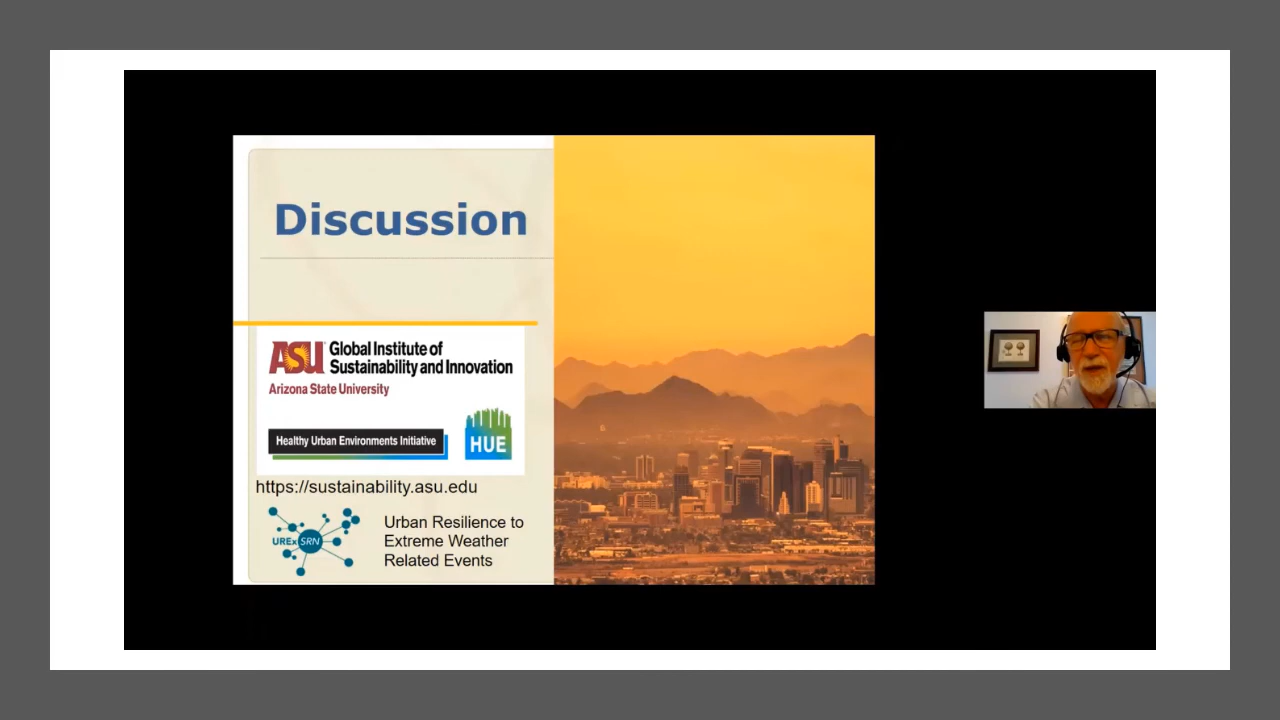 Discussion
ASU Global Institute of
Sustainability and Innovation
Arizona State University
Healthy Urban Environments Initiative
HUE
https://sustainability.asu.edu
UREx SRN
Urban Resilience to
Extreme Weather
Related Events